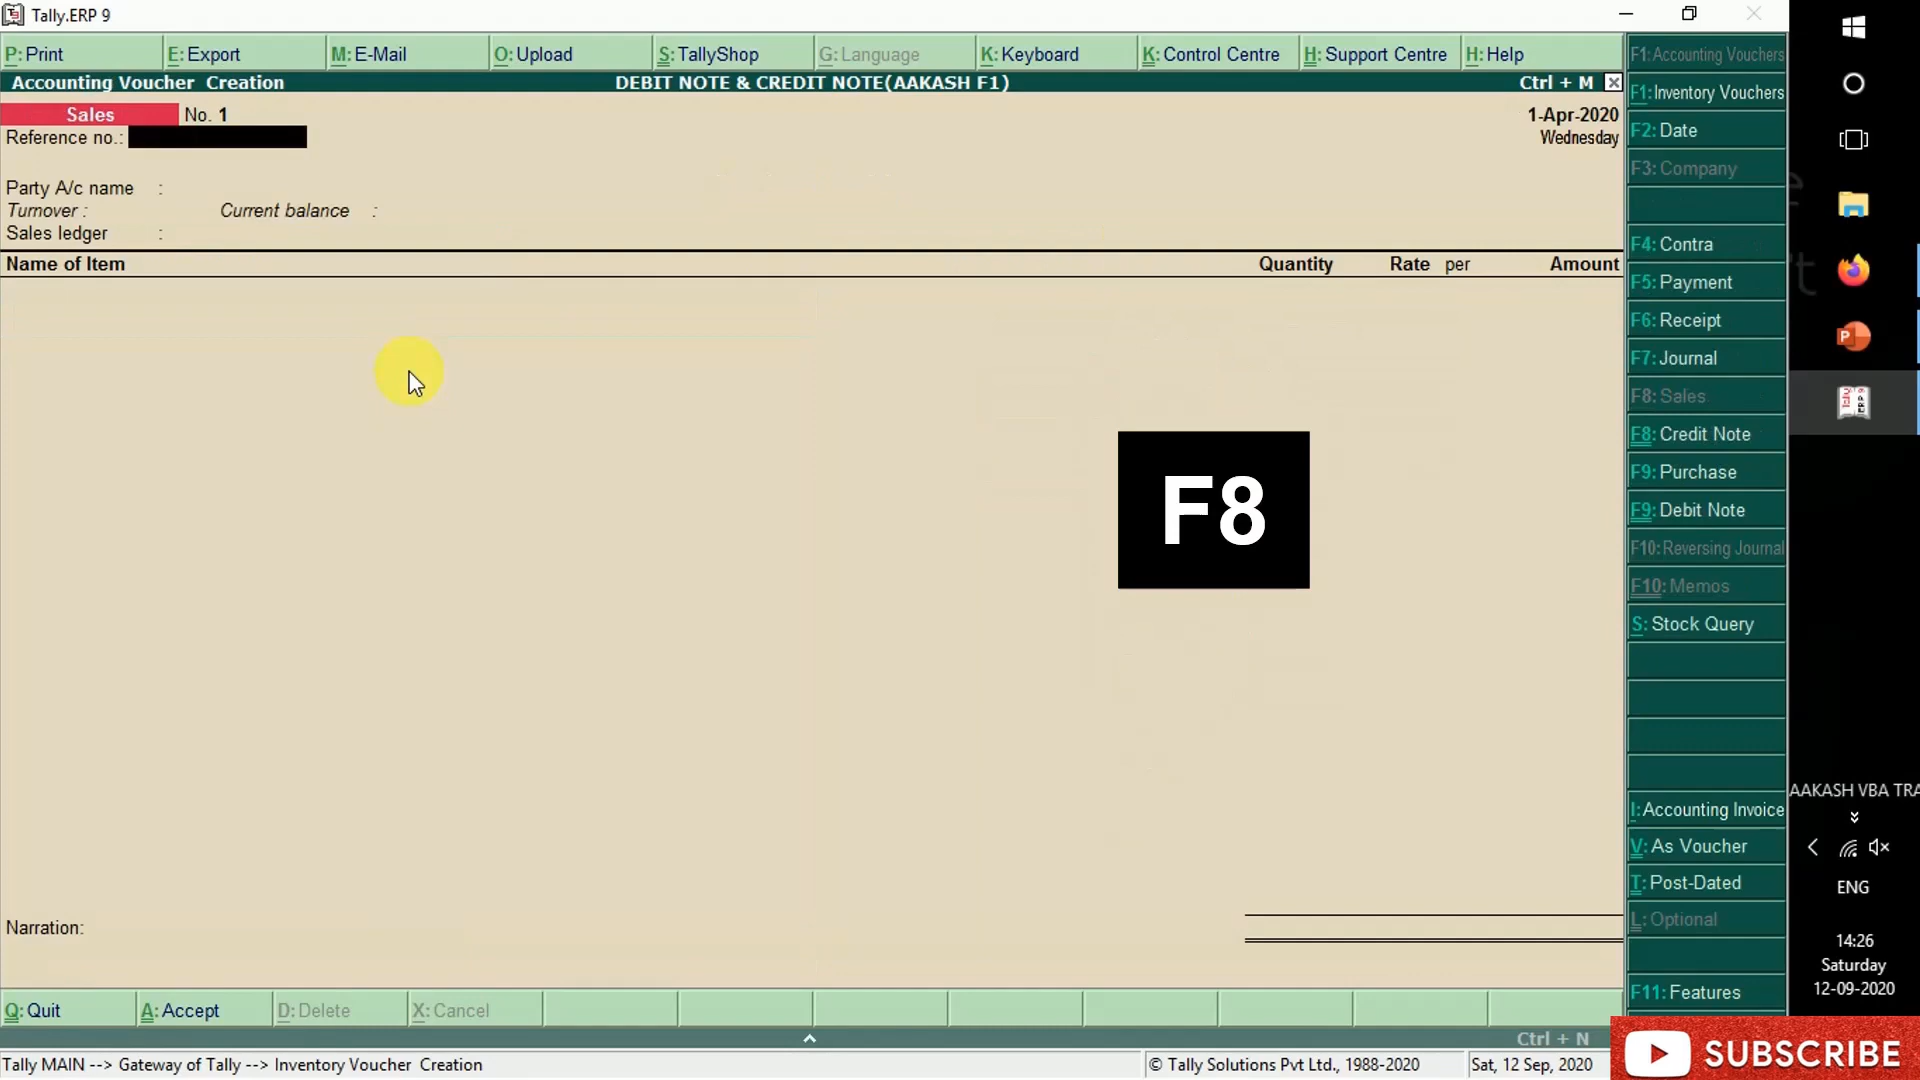 Tally.ERP 9
P: Print E: Export M: E-Mail O: Upload S: TallyShop G: Language K: Keyboard K: Control Centre H: Support Centre H: Help
Accounting Voucher Creation DEBIT NOTE & CREDIT NOTE(AAKASH F1) Ctrl + M
Sales No. 1 1-Apr-2020
Reference no.: Wednesday
Party A/c name :
Turnover : Current balance :
Sales ledger :
Name of Item Quantity Rate per Amount
F8
Narration:
F1: Accounting Vouchers
F1: Inventory Vouchers
F2: Date
F3: Company
F4: Contra
F5: Payment
F6: Receipt
F7: Journal
F8: Sales
F8: Credit Note
F9: Purchase
F9: Debit Note
F10: Reversing Journal
F10: Memos
S: Stock Query
I: Accounting Invoice
V: As Voucher
T: Post-Dated
L: Optional
F11: Features
Q: Quit A: Accept D: Delete X: Cancel
Ctrl + N
Tally MAIN --> Gateway of Tally --> Inventory Voucher Creation © Tally Solutions Pvt Ltd., 1988-2020 Sat, 12 Sep, 2020
AAKASH VBA TRA
ENG
14:26
Saturday
12-09-2020
SUBSCRIBE